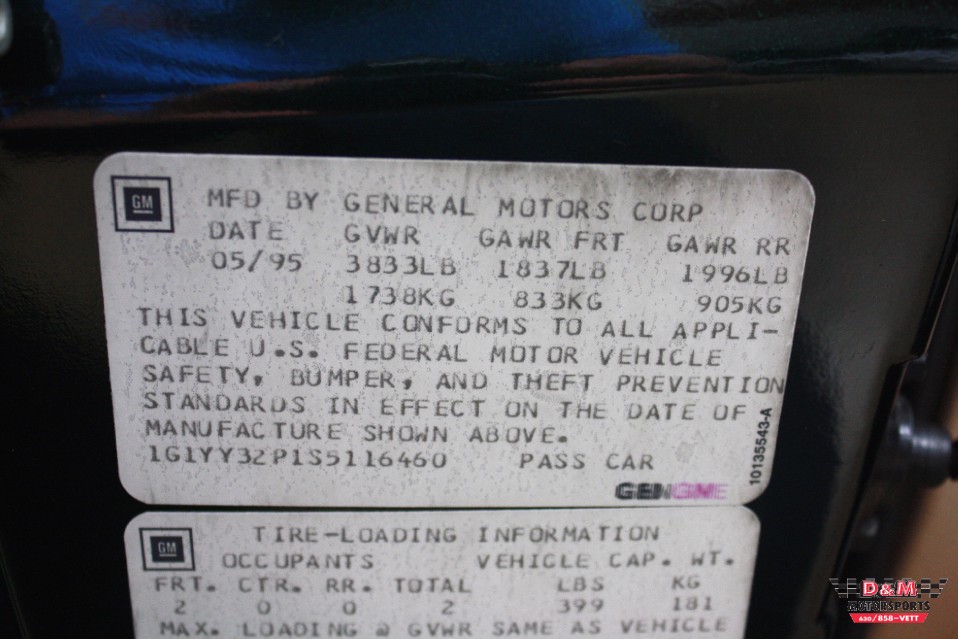 GM
MFD BY GENERAL MOTORS CORP
DATE GVWR GAWR FRT GAWR RR
05/95 3833LB 1837LB 1996LB
1738KG 833KG 905KG
THIS VEHICLE CONFORMS TO ALL APPLI-
CABLE U.S. FEDERAL MOTOR VEHICLE
SAFETY, BUMPER, AND THEFT PREVENTION
STANDARDS IN EFFECT ON THE DATE OF
MANUFACTURE SHOWN ABOVE.
1G1YY32P1S5116460 PASS CAR
10135543-A
GENGME
GM
TIRE-LOADING INFORMATION
OCCUPANTS VEHICLE CAP. WT.
FRT. CTR. RR. TOTAL LBS KG
2 0 0 2 399 181
MAX. LOADING @ GVWR SAME AS VEHICLE
D&M
MOTORSPORTS
630/858-VETT